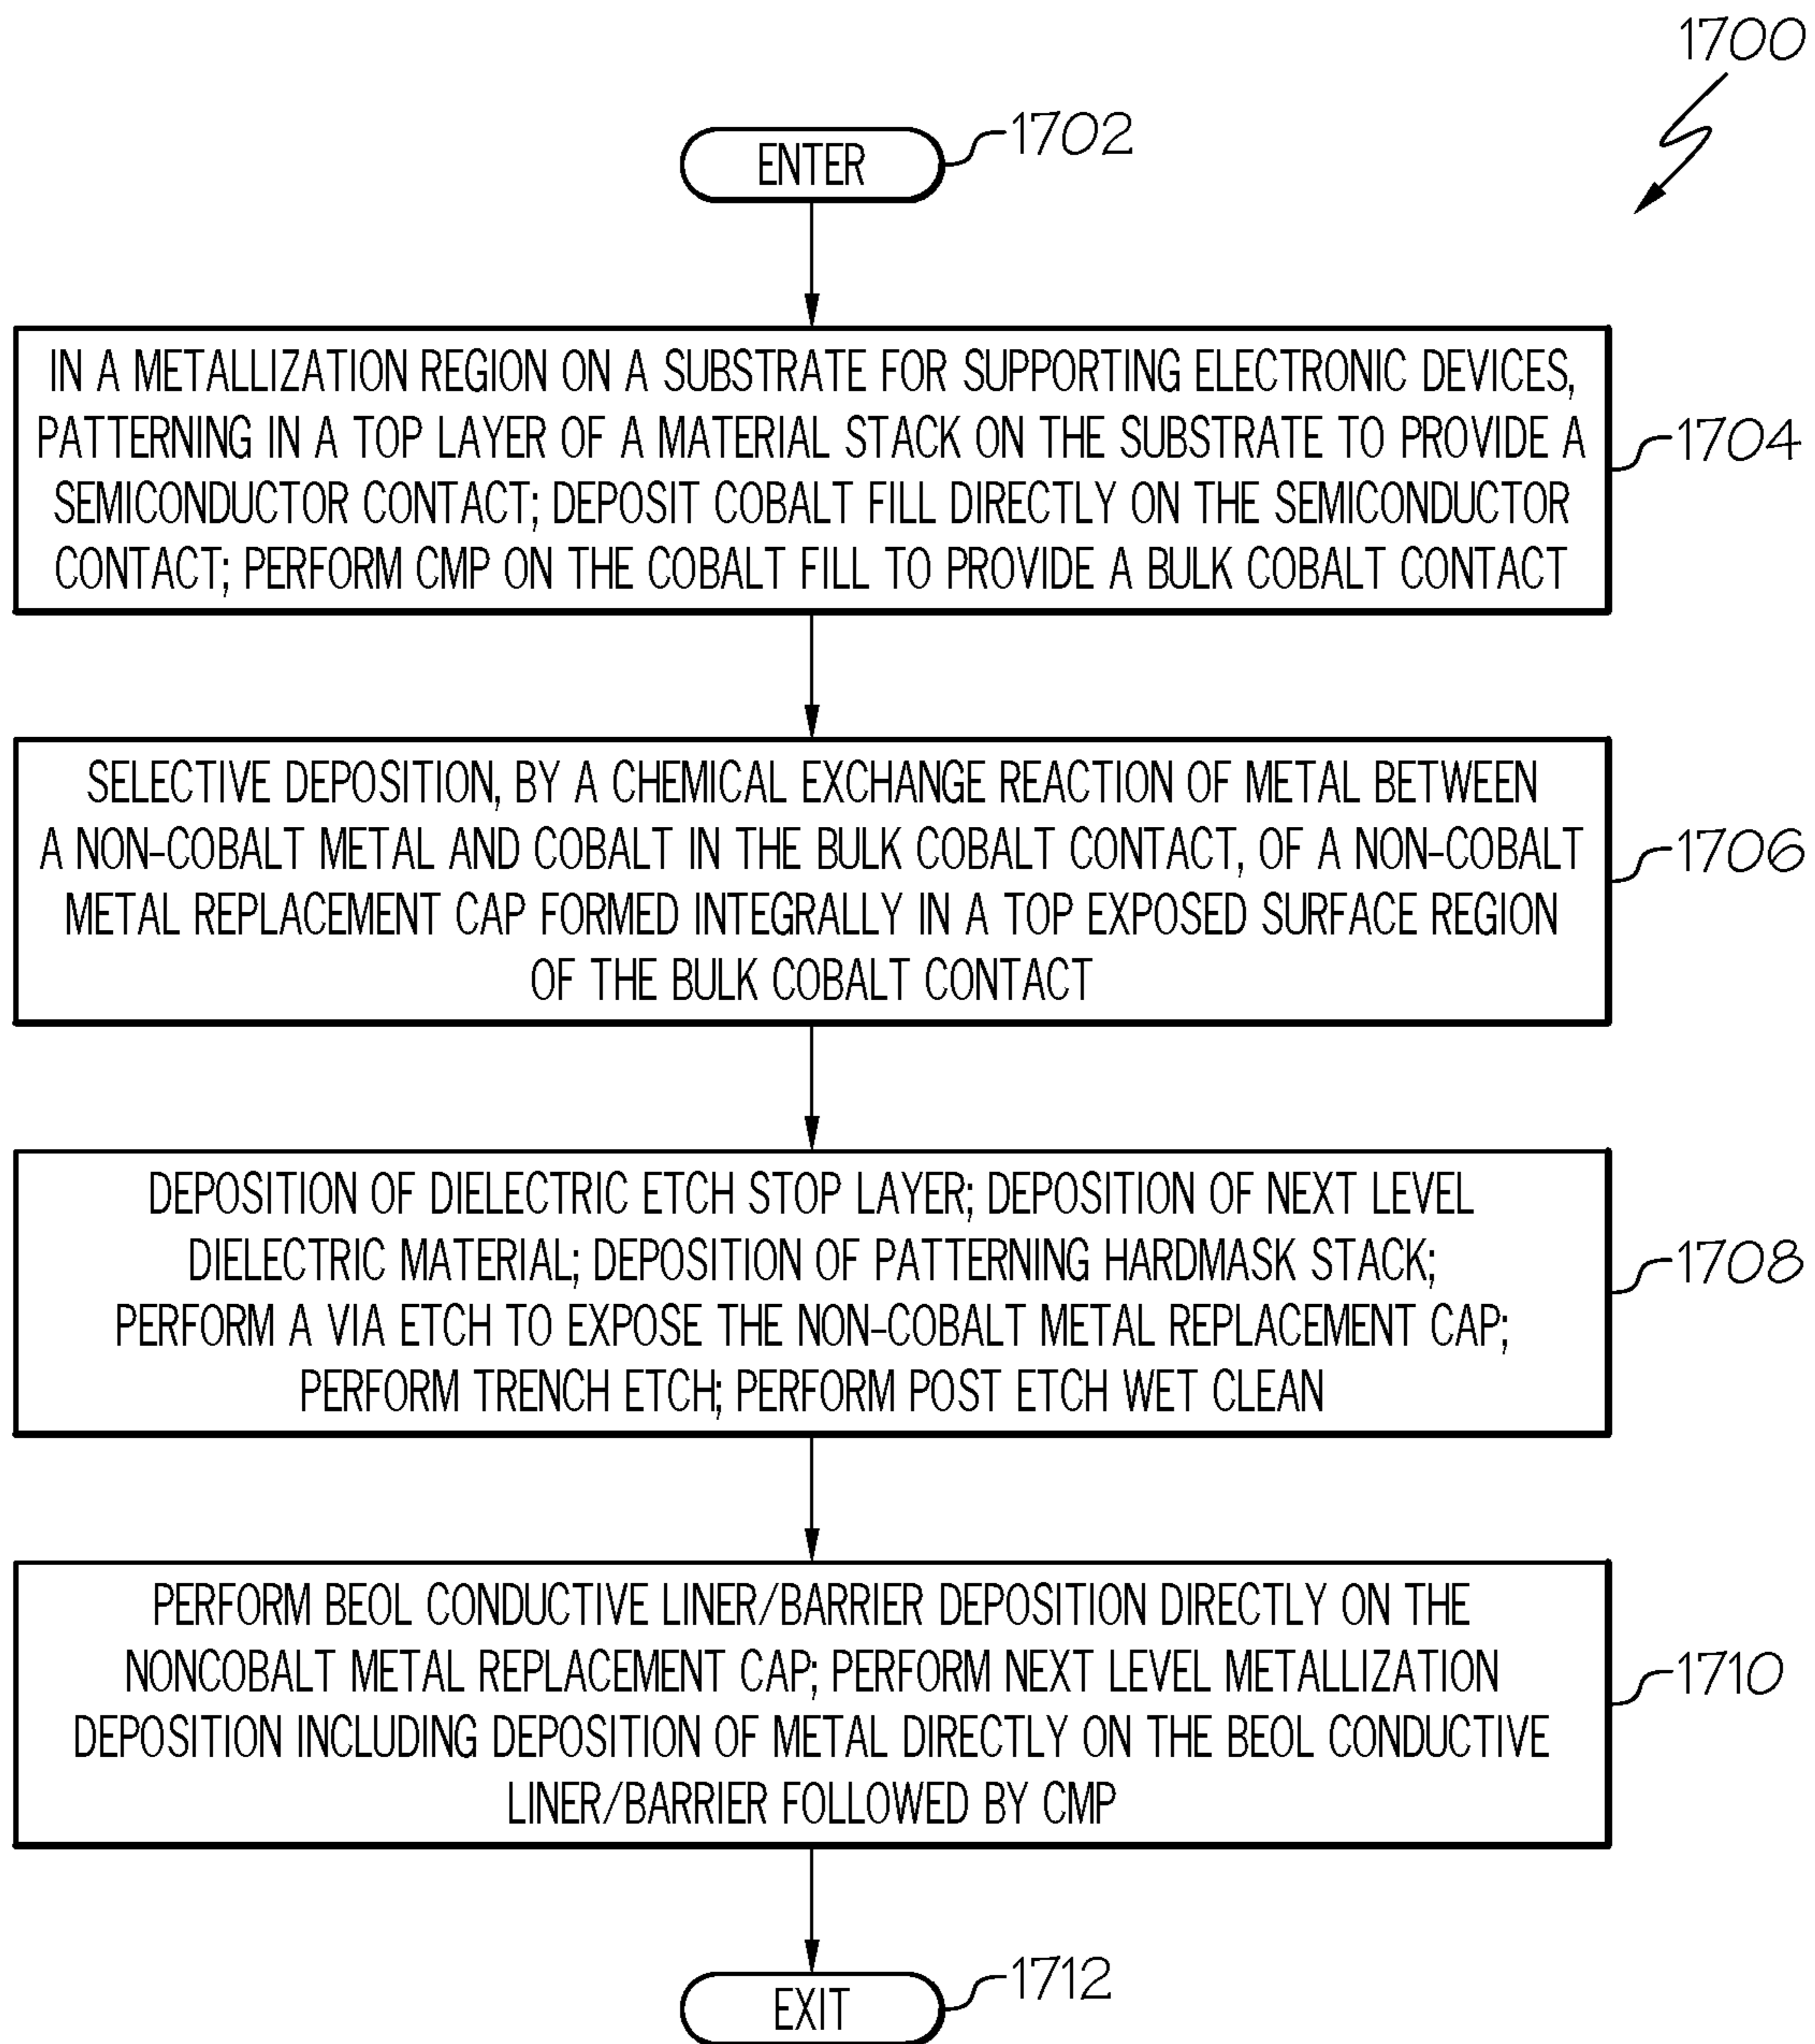 1700
ENTER
1702
IN A METALLIZATION REGION ON A SUBSTRATE FOR SUPPORTING ELECTRONIC DEVICES,
PATTERNING IN A TOP LAYER OF A MATERIAL STACK ON THE SUBSTRATE TO PROVIDE A
SEMICONDUCTOR CONTACT; DEPOSIT COBALT FILL DIRECTLY ON THE SEMICONDUCTOR
CONTACT; PERFORM CMP ON THE COBALT FILL TO PROVIDE A BULK COBALT CONTACT
1704
SELECTIVE DEPOSITION, BY A CHEMICAL EXCHANGE REACTION OF METAL BETWEEN
A NON-COBALT METAL AND COBALT IN THE BULK COBALT CONTACT, OF A NON-COBALT
METAL REPLACEMENT CAP FORMED INTEGRALLY IN A TOP EXPOSED SURFACE REGION
OF THE BULK COBALT CONTACT
1706
DEPOSITION OF DIELECTRIC ETCH STOP LAYER; DEPOSITION OF NEXT LEVEL
DIELECTRIC MATERIAL; DEPOSITION OF PATTERNING HARDMASK STACK;
PERFORM A VIA ETCH TO EXPOSE THE NON-COBALT METAL REPLACEMENT CAP;
PERFORM TRENCH ETCH; PERFORM POST ETCH WET CLEAN
1708
PERFORM BEOL CONDUCTIVE LINER/BARRIER DEPOSITION DIRECTLY ON THE
NONCOBALT METAL REPLACEMENT CAP; PERFORM NEXT LEVEL METALLIZATION
DEPOSITION INCLUDING DEPOSITION OF METAL DIRECTLY ON THE BEOL CONDUCTIVE
LINER/BARRIER FOLLOWED BY CMP
1710
EXIT
1712